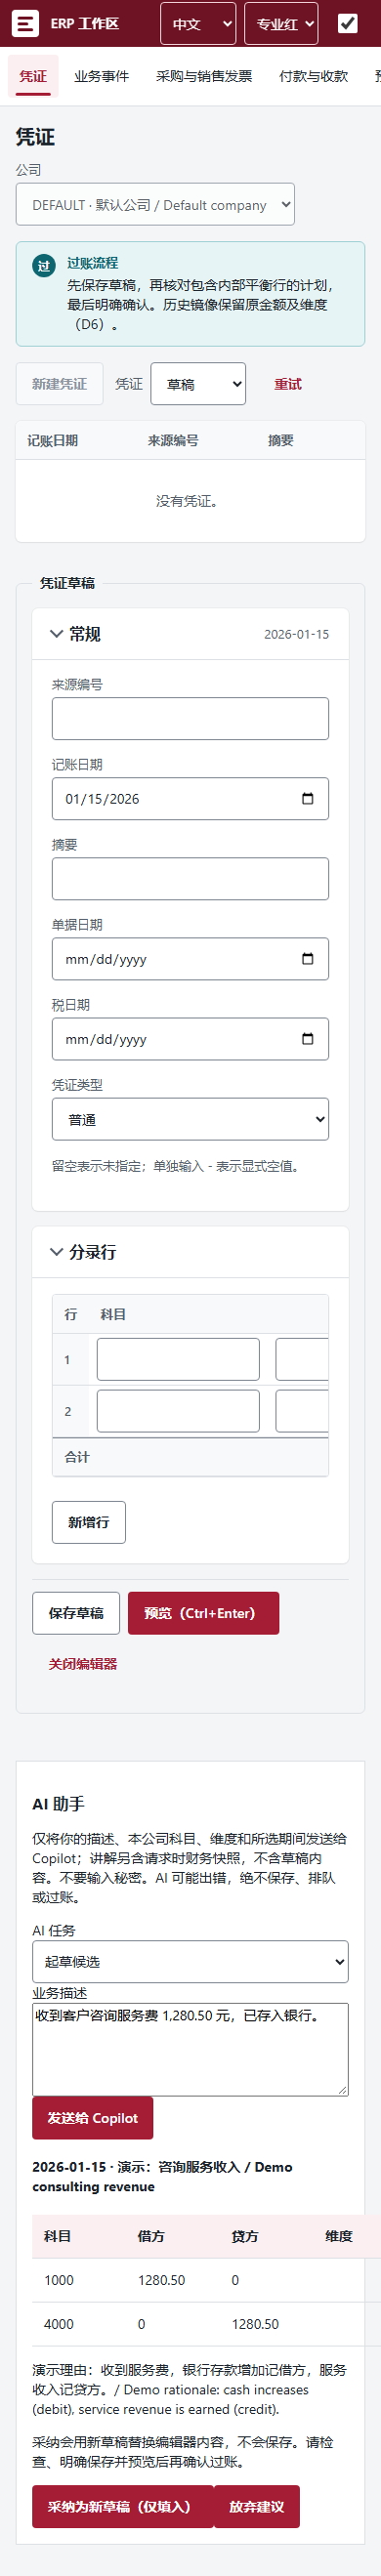 ERP 工作区
中文
专业红
凭证
业务事件
采购与销售发票
付款与收款
凭证
公司
DEFAULT · 默认公司 / Default company
过
过账流程
先保存草稿，再核对包含内部平衡行的计划，
最后明确确认。历史镜像保留原金额及维度
（D6）。
新建凭证
凭证
草稿
重试
记账日期
来源编号
摘要
没有凭证。
凭证草稿
常规
2026-01-15
来源编号
记账日期
01/15/2026
摘要
单据日期
mm/dd/yyyy
税日期
mm/dd/yyyy
凭证类型
普通
留空表示未指定；单独输入 - 表示显式空值。
分录行
行
科目
1
2
合计
新增行
保存草稿
预览（Ctrl+Enter）
关闭编辑器
AI 助手
仅将你的描述、本公司科目、维度和所选期间发送给
Copilot；讲解另含请求时财务快照，不含草稿内
容。不要输入秘密。AI 可能出错，绝不保存、排队
或过账。
AI 任务
起草候选
业务描述
收到客户咨询服务费 1,280.50 元，已存入银行。
发送给 Copilot
2026-01-15 · 演示：咨询服务收入 / Demo
consulting revenue
科目
借方
贷方
维度
1000
1280.50
0
4000
0
1280.50
演示理由：收到服务费，银行存款增加记借方，服务
收入记贷方。/ Demo rationale: cash increases
(debit), service revenue is earned (credit).
采纳会用新草稿替换编辑器内容，不会保存。请检
查、明确保存并预览后再确认过账。
采纳为新草稿（仅填入）
放弃建议